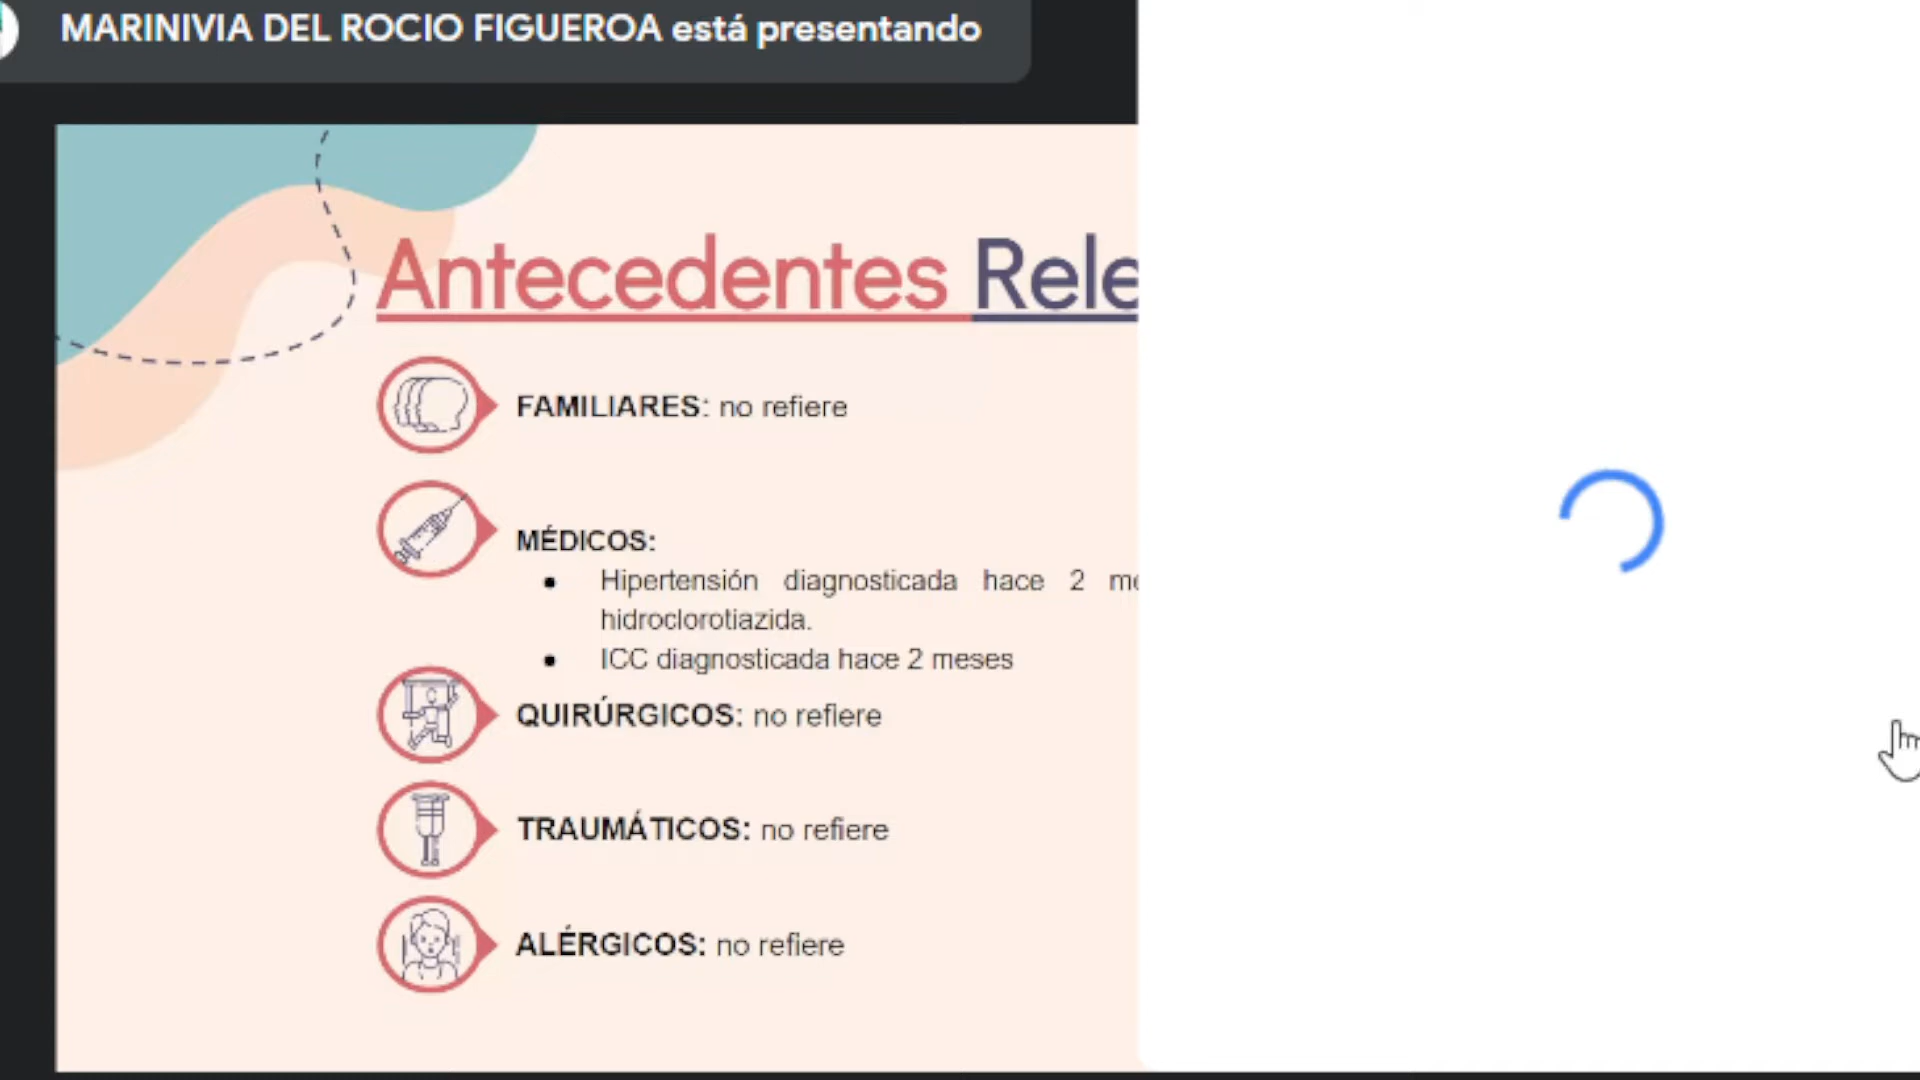 MARINIVIA DEL ROCIO FIGUEROA está presentando
Antecedentes
FAMILIARES: no refiere
MÉDICOS:
● Hipertensión diagnosticada hace 2
hidroclorotiazida.
● ICC diagnosticada hace 2 meses
QUIRÚRGICOS: no refiere
TRAUMÁTICOS: no refiere
ALÉRGICOS: no refiere